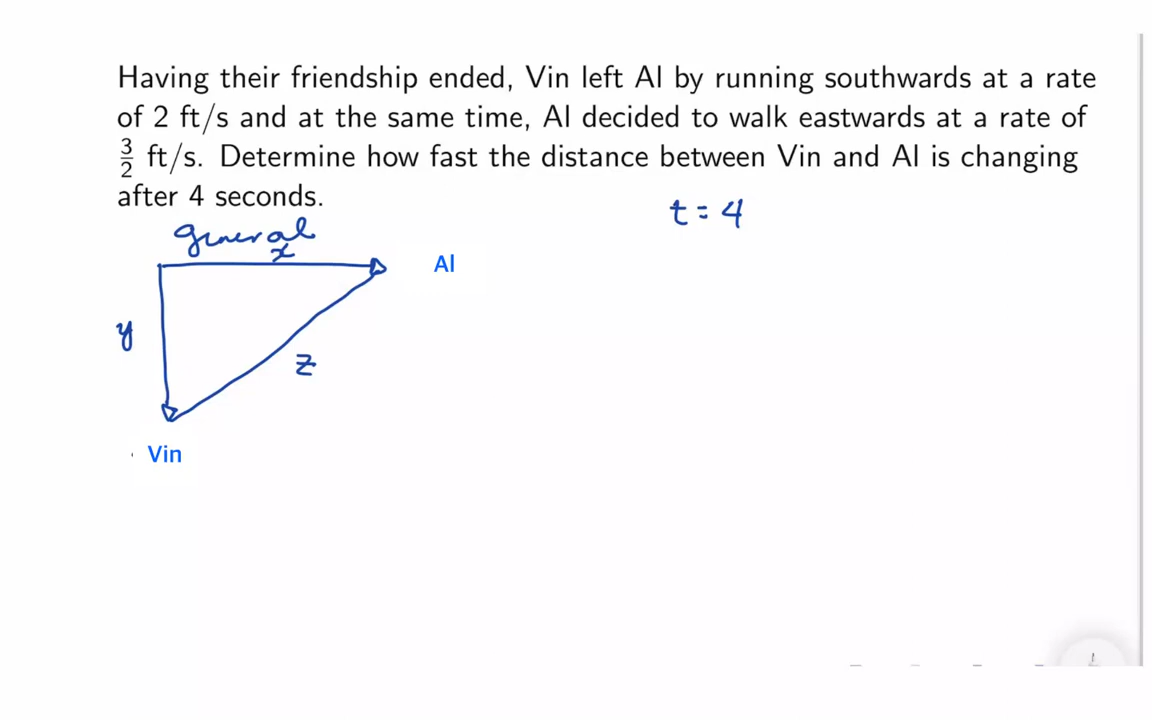 Having their friendship ended, Vin left Al by running southwards at a rate
of 2 ft/s and at the same time, Al decided to walk eastwards at a rate of
3/2 ft/s. Determine how fast the distance between Vin and Al is changing
after 4 seconds.
t = 4
general
x
Al
y
z
Vin